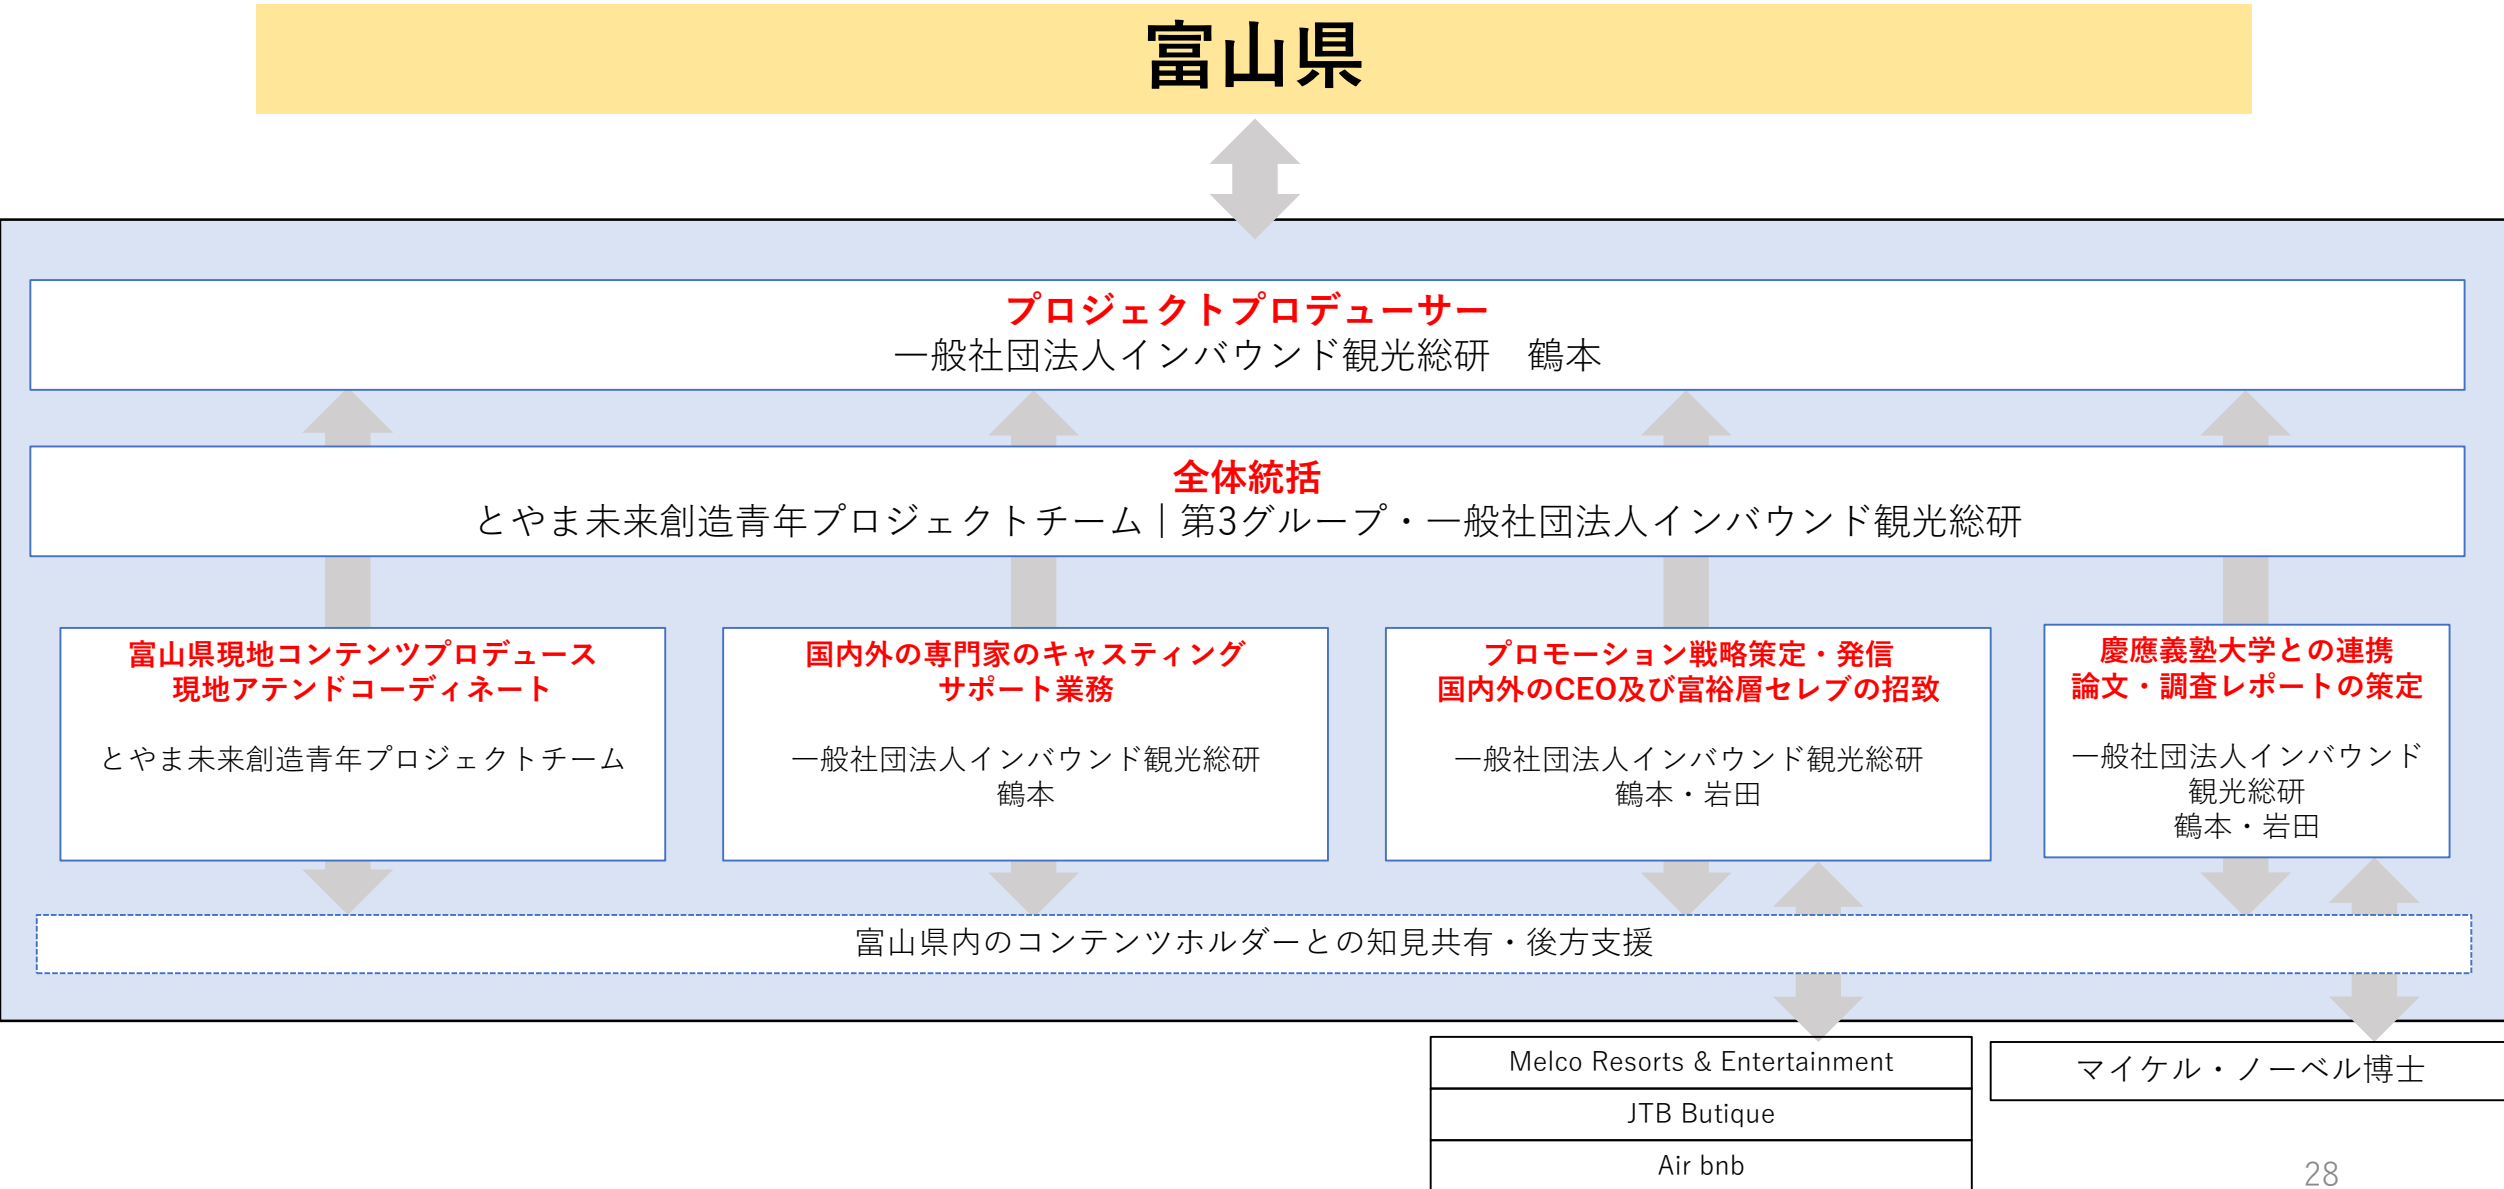 富山県
プロジェクトプロデューサー
一般社団法人インバウンド観光総研　鶴本
全体統括
とやま未来創造青年プロジェクトチーム｜第3グループ・一般社団法人インバウンド観光総研
富山県現地コンテンツプロデュース
現地アテンドコーディネート
とやま未来創造青年プロジェクトチーム
国内外の専門家のキャスティング
サポート業務
一般社団法人インバウンド観光総研
鶴本
プロモーション戦略策定・発信
国内外のCEO及び富裕層セレブの招致
一般社団法人インバウンド観光総研
鶴本・岩田
慶應義塾大学との連携
論文・調査レポートの策定
一般社団法人インバウンド
観光総研
鶴本・岩田
富山県内のコンテンツホルダーとの知見共有・後方支援
Melco Resorts & Entertainment
JTB Butique
Air bnb
マイケル・ノーベル博士
28